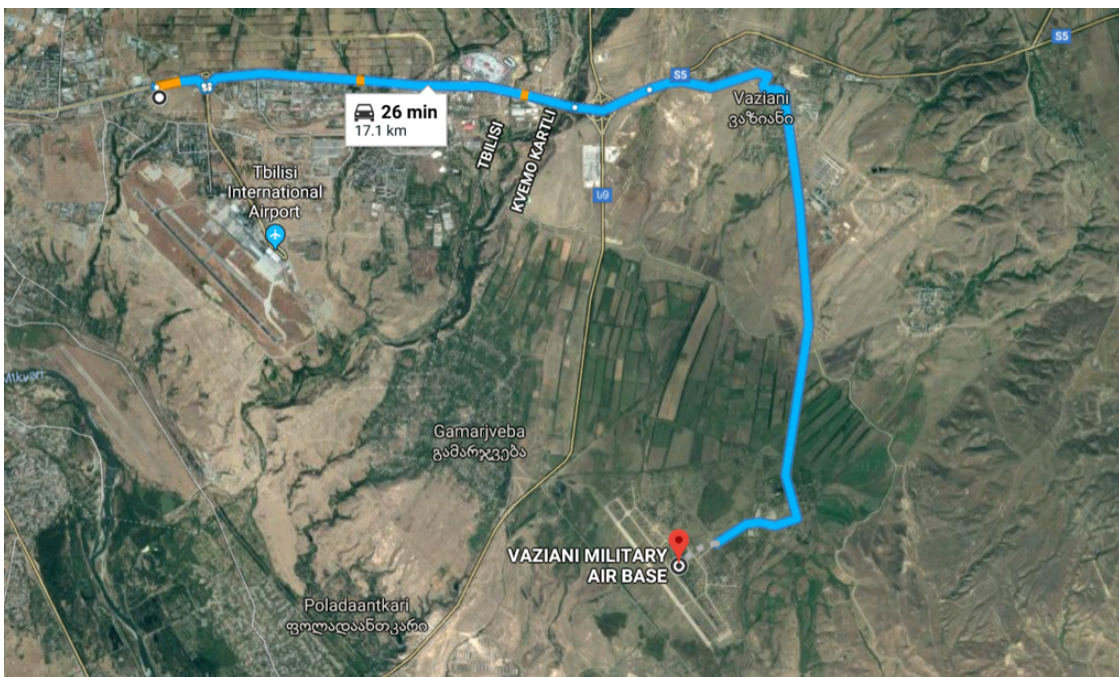 S5
S5
26 min
17.1 km
Vaziani
ვაზიანი
TBILISI
KVEMO KARTLI
Tbilisi
International
Airport
ს9
Gamarjveba
გამარჯვება
VAZIANI MILITARY
AIR BASE
Poladaantkari
ფოლადაანთკარი